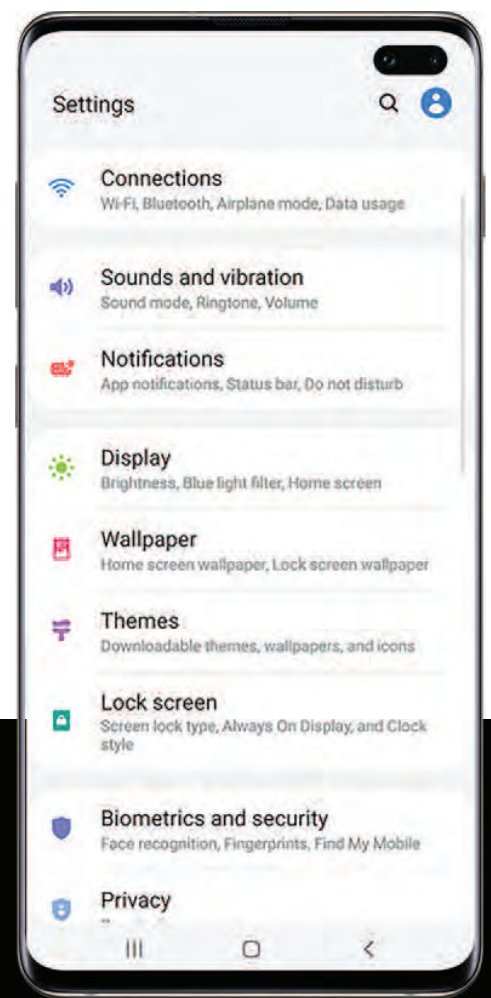 Settings
Connections
Wi-Fi, Bluetooth, Airplane mode, Data usage
Sounds and vibration
Sound mode, Ringtone, Volume
Notifications
App notifications, Status bar, Do not disturb
Display
Brightness, Blue light filter, Home screen
Wallpaper
Home screen wallpaper, Lock screen wallpaper
Themes
Downloadable themes, wallpapers, and icons
Lock screen
Screen lock type, Always On Display, and Clock
style
Biometrics and security
Face recognition, Fingerprints, Find My Mobile
Privacy